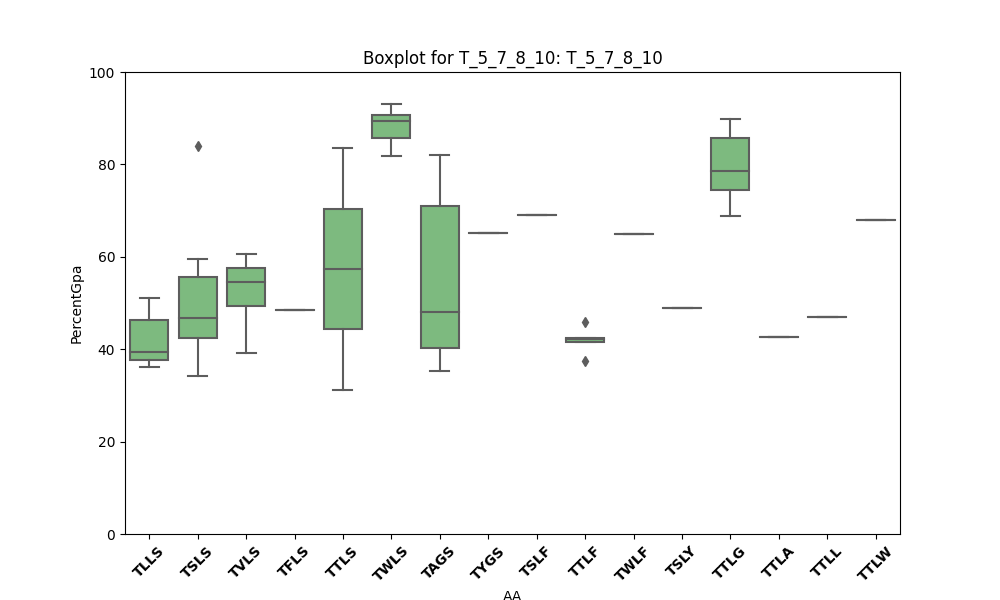 Boxplot for T_5_7_8_10: T_5_7_8_10
100
80
60
40
20
0
PercentGpa
TLLS TSLS TVLS TFLS TTLS TWLS TAGS TYGS TSLF TTLF TWLF TSLY TTLG TTLA TTLL TTLW
AA